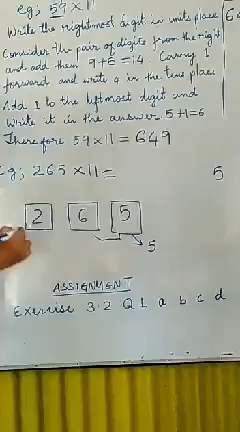 eg; 59 × 11
Write the rightmost digit in units place
Consider the pair of digits from the right
and add them 9+5=14. Carry 1
forward and write 4 in the tens place
Add 1 to the leftmost digit and
Write it in the answer 5+1=6
Therefore 59×11=649
Eg; 265×11= 5
2 6 5
5
ASSIGNMENT
Exercise 3.2 Q1 a b c d